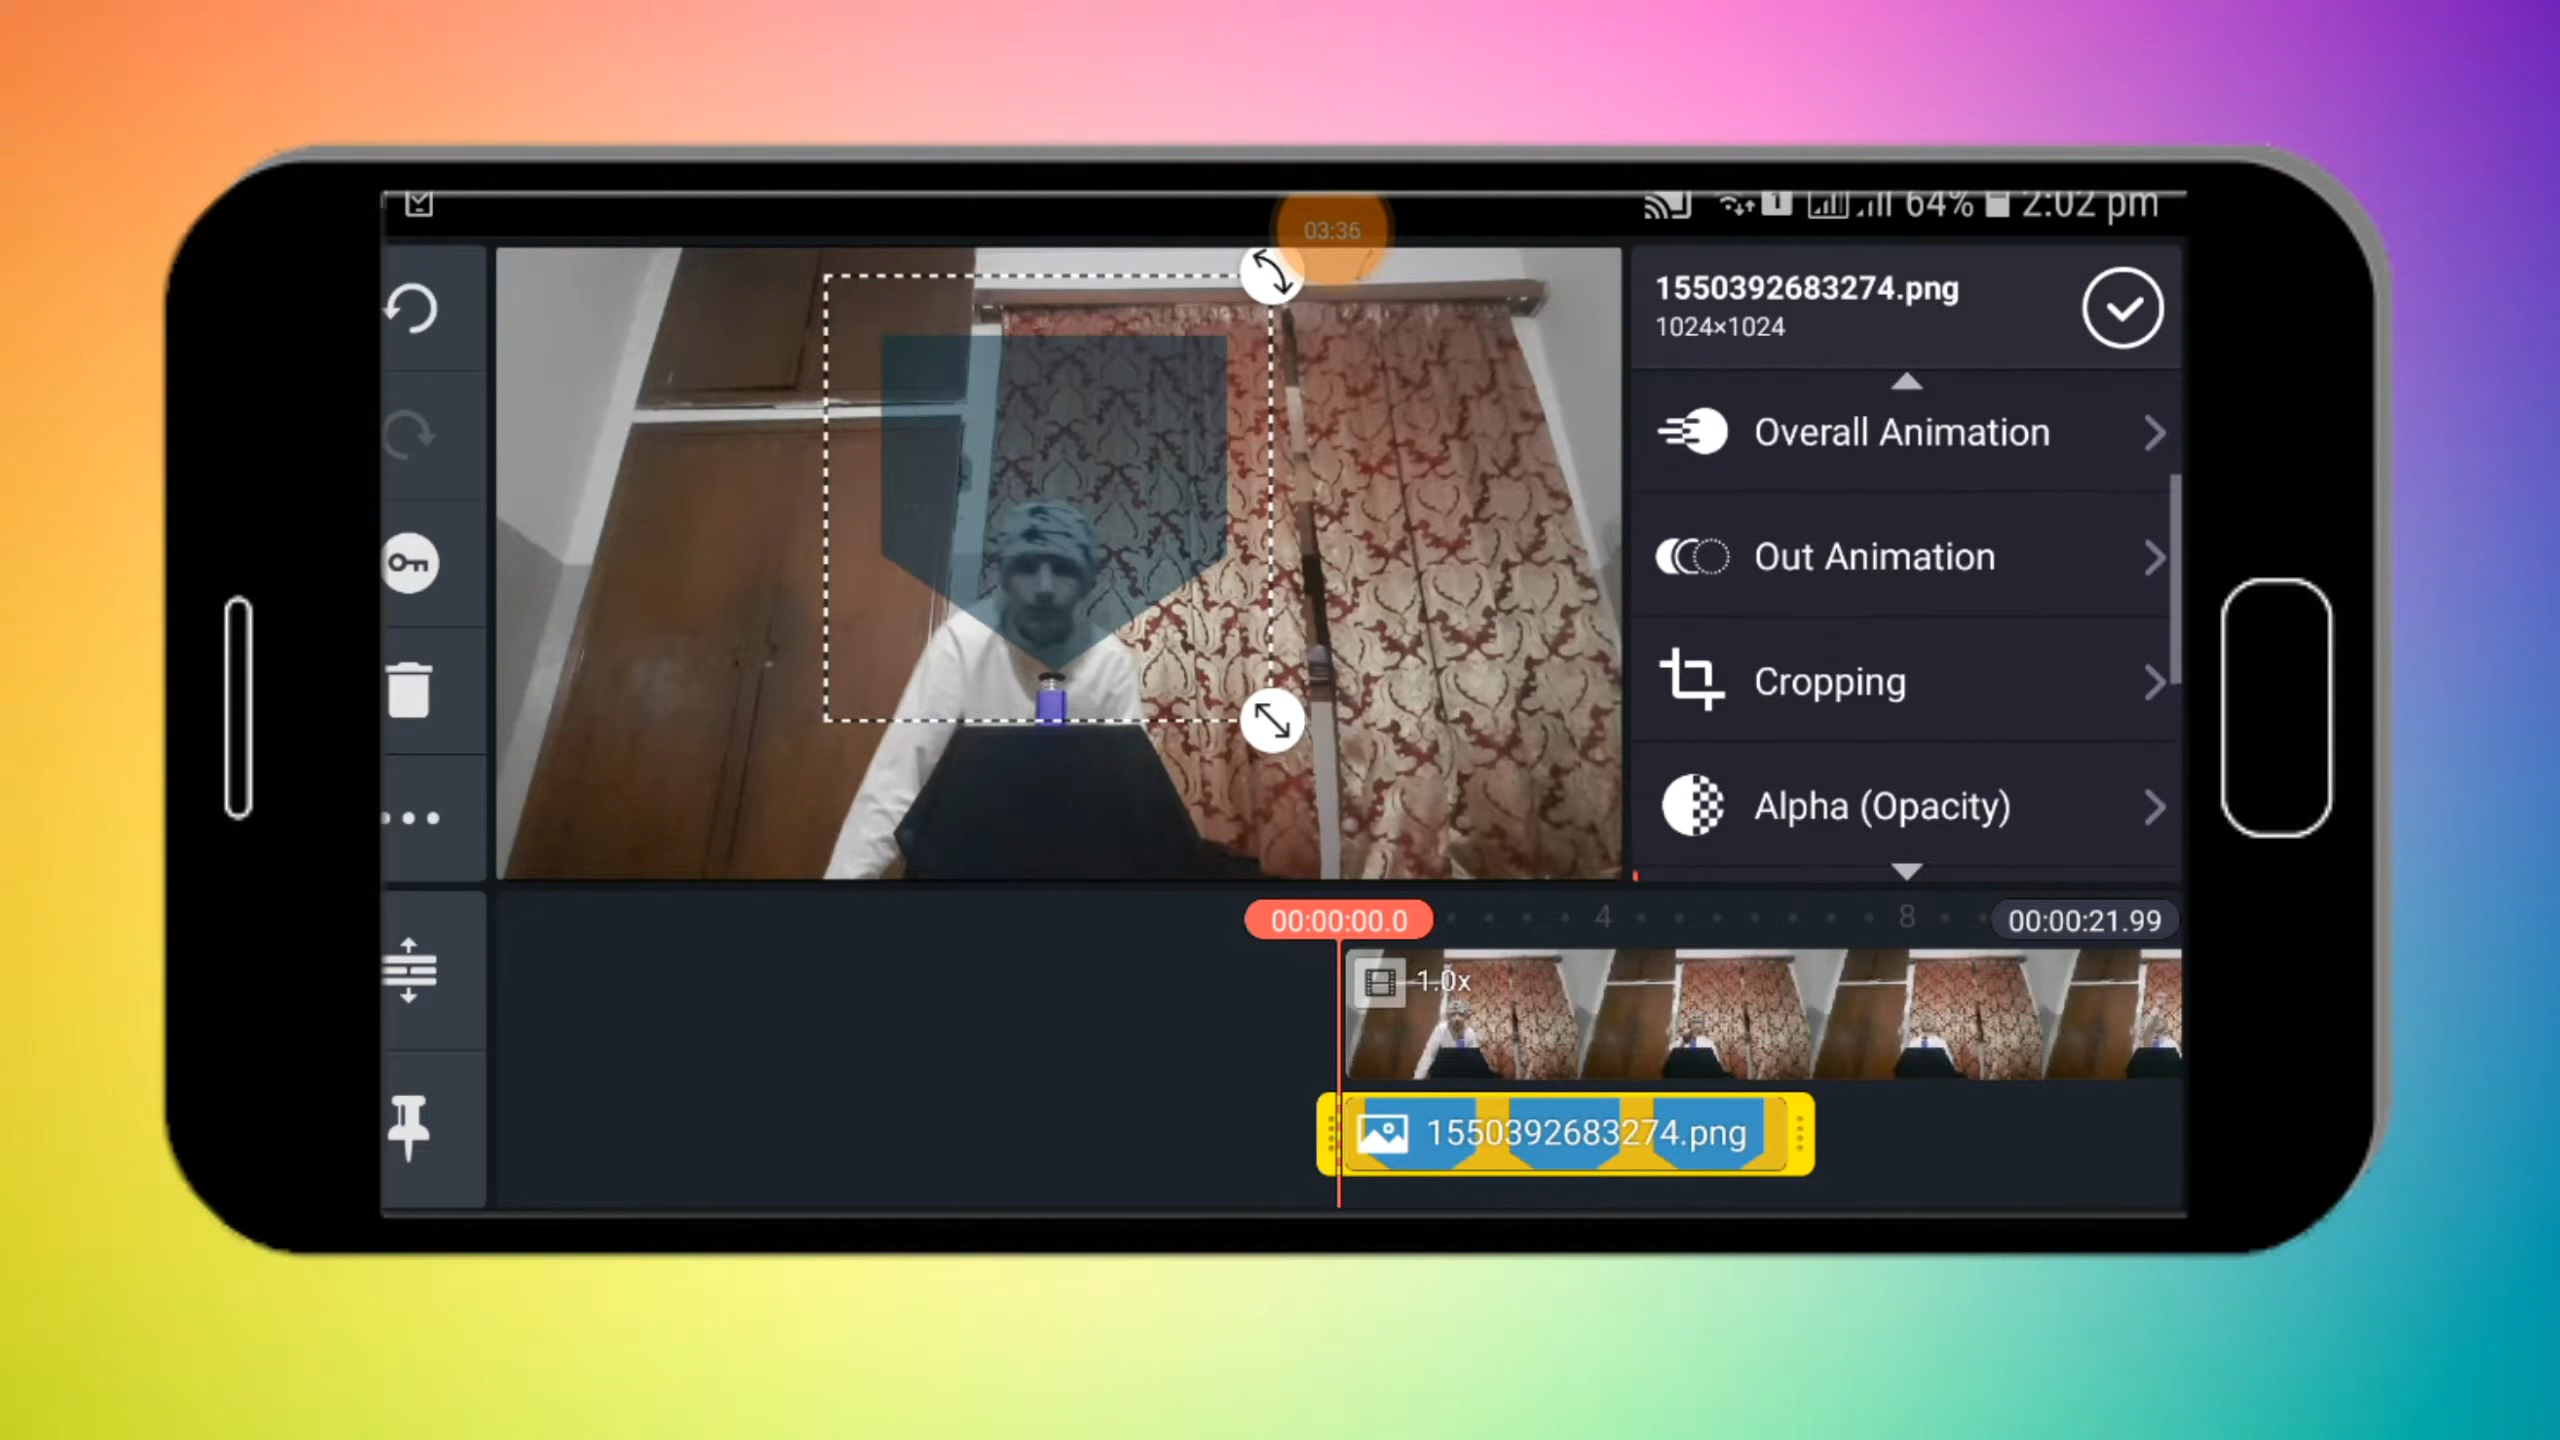 03:36
1 64% 2:02 pm
1550392683274.png
1024×1024
Overall Animation
Out Animation
Cropping
Alpha (Opacity)
00:00:00.0
4
8
00:00:21.99
1.0x
1550392683274.png